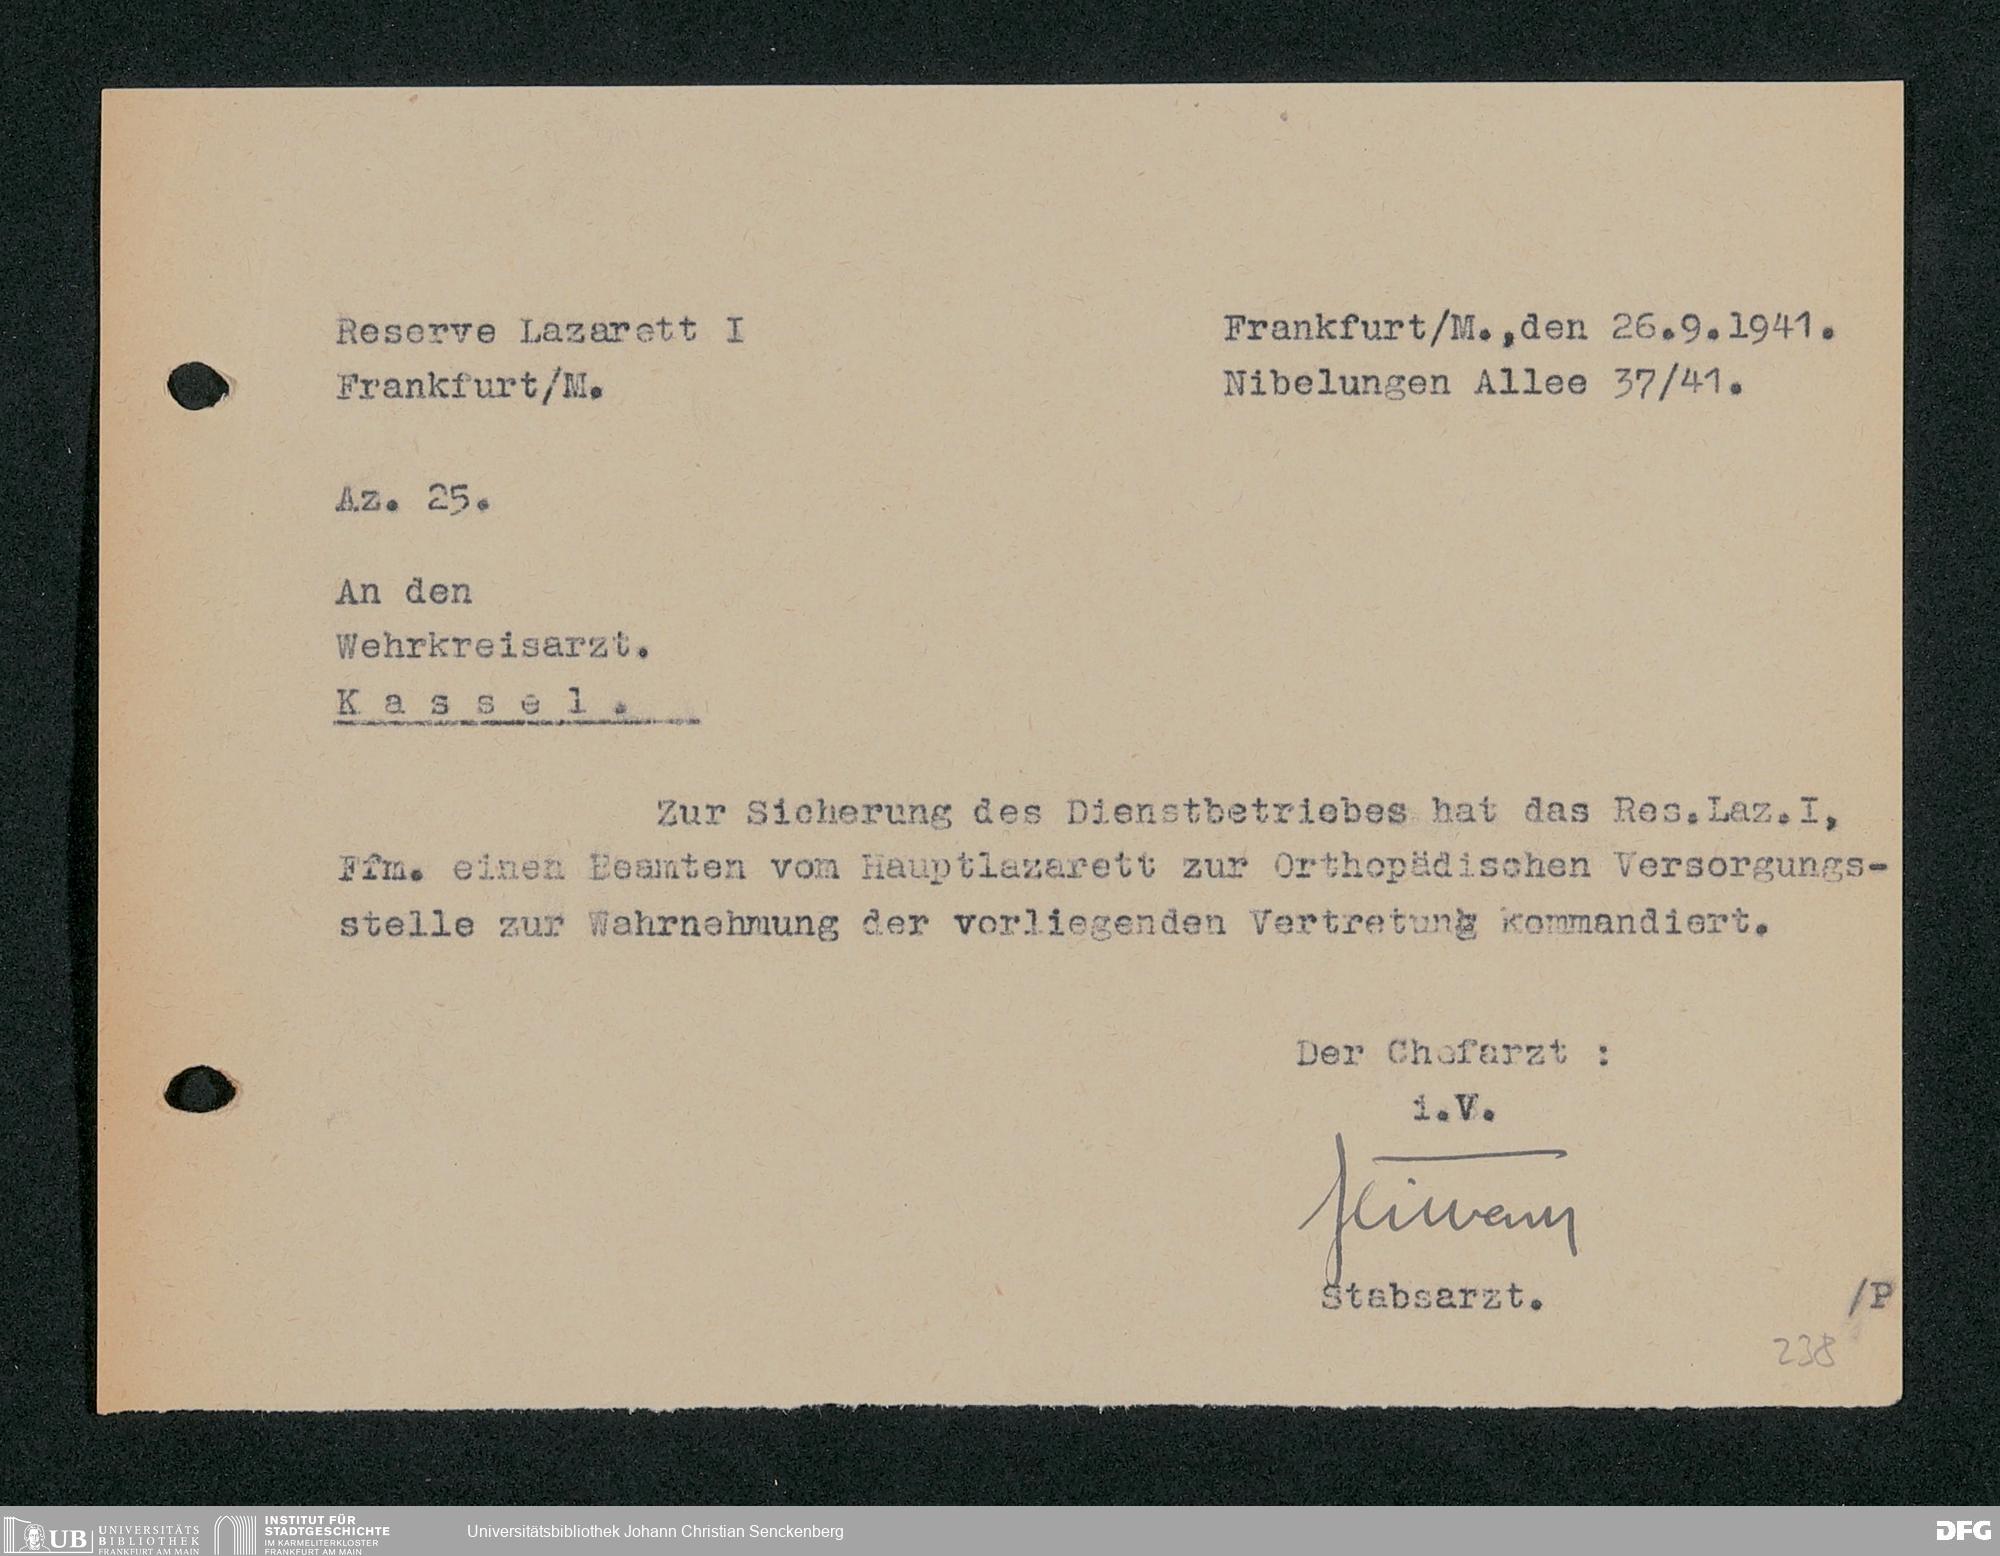 Reserve Lazarett I
Frankfurt/M.
Frankfurt/M.,den 26.9.1941.
Nibelungen Allee 37/41.
Az. 25.
An den
Wehrkreisarzt.
K a s s e l .
Zur Sicherung des Dienstbetriebes hat das Res.Laz.I,
Ffm. einen Beamten vom Hauptlazarett zur Orthopädischen Versorgungs-
stelle zur Wahrnehmung der vorliegenden Vertretung kommandiert.
Der Chefarzt :
i.V.
Stabsarzt.
/P
238
UB UNIVERSITÄTS
BIBLIOTHEK
FRANKFURT AM MAIN
INSTITUT FÜR
STADTGESCHICHTE
IM KARMELITERKLOSTER
FRANKFURT AM MAIN
Universitätsbibliothek Johann Christian Senckenberg
DFG